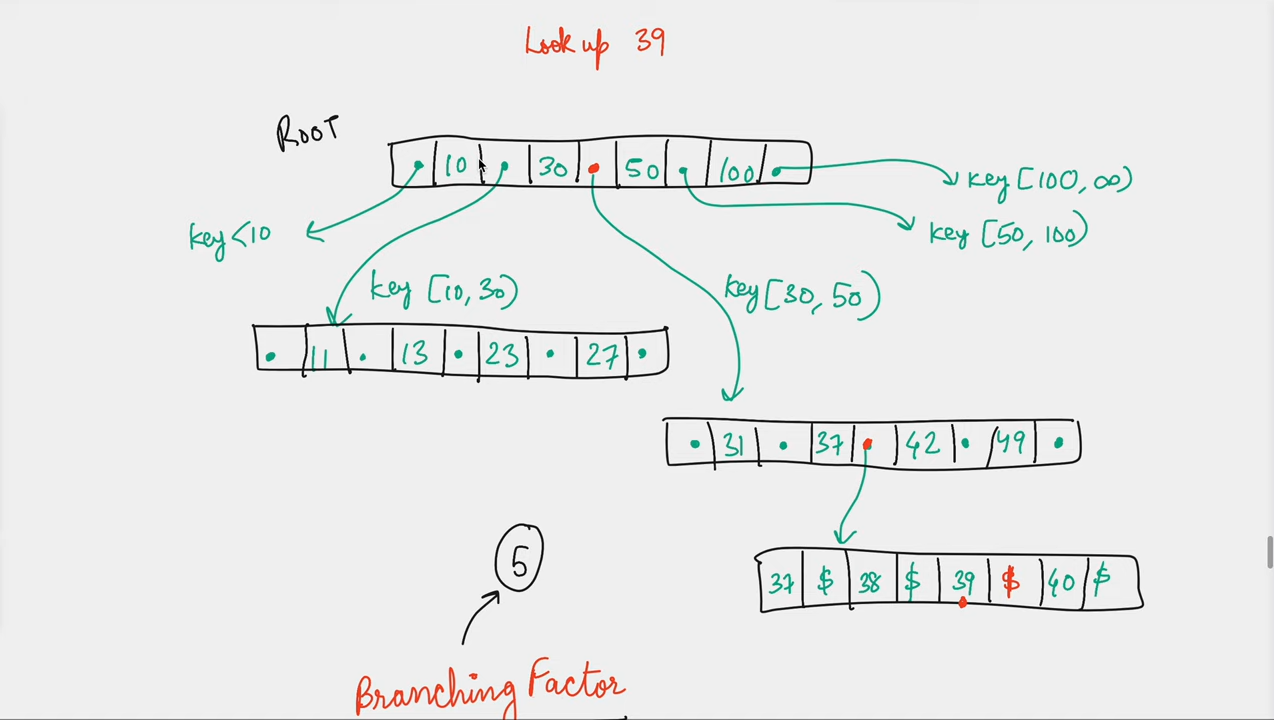 Look up 39
ROOT
10 30 50 100
key [100, ∞)
key<10
key [50, 100)
key [10, 30)
key [30, 50)
11 13 23 27
31 37 42 49
5
37 $ 38 $ 39 $ 40 $
Branching Factor